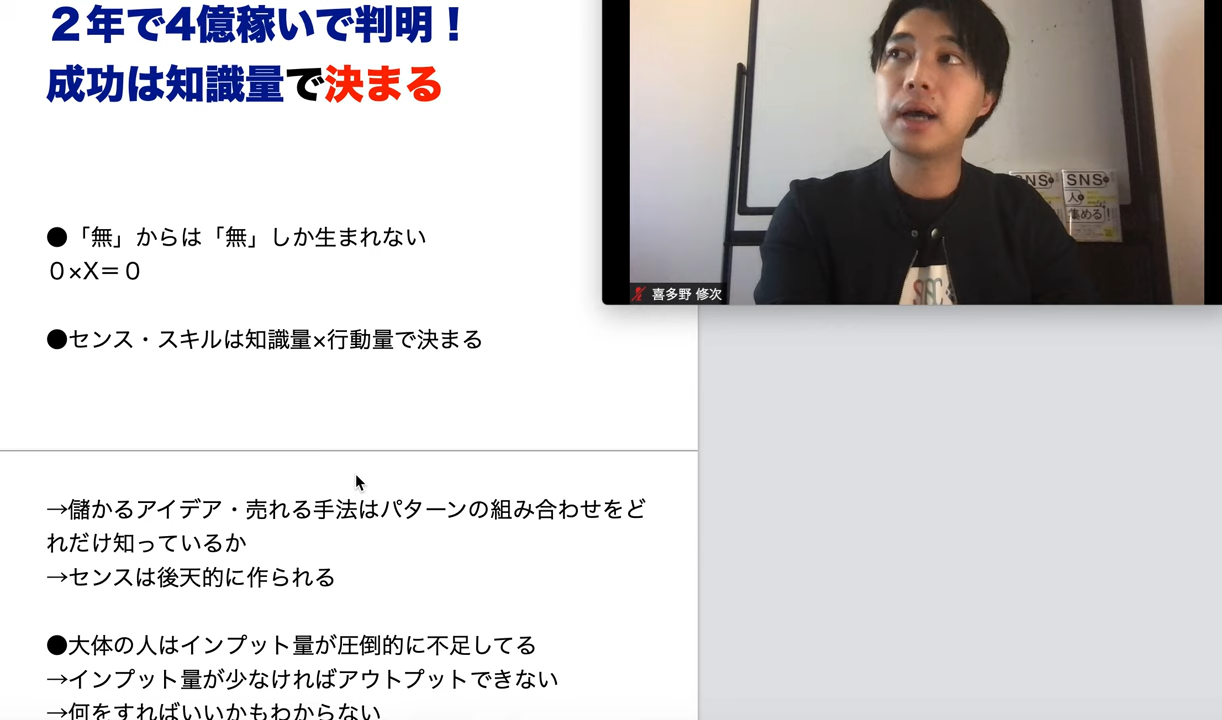 ２年で4億稼いで判明！
成功は知識量で決まる
●「無」からは「無」しか生まれない
０×X＝０
●センス・スキルは知識量×行動量で決まる
→儲かるアイデア・売れる手法はパターンの組み合わせをど
れだけ知っているか
→センスは後天的に作られる
●大体の人はインプット量が圧倒的に不足してる
→インプット量が少なければアウトプットできない
→何をすればいいかもわからない
喜多野 修次
SNS
SNS
人を
集める！